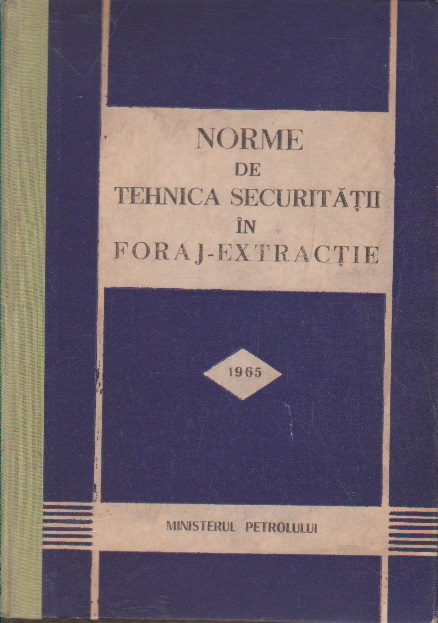 NORME
DE
TEHNICA SECURITĂȚII
ÎN
FORAJ-EXTRACȚIE
1965
MINISTERUL PETROLULUI